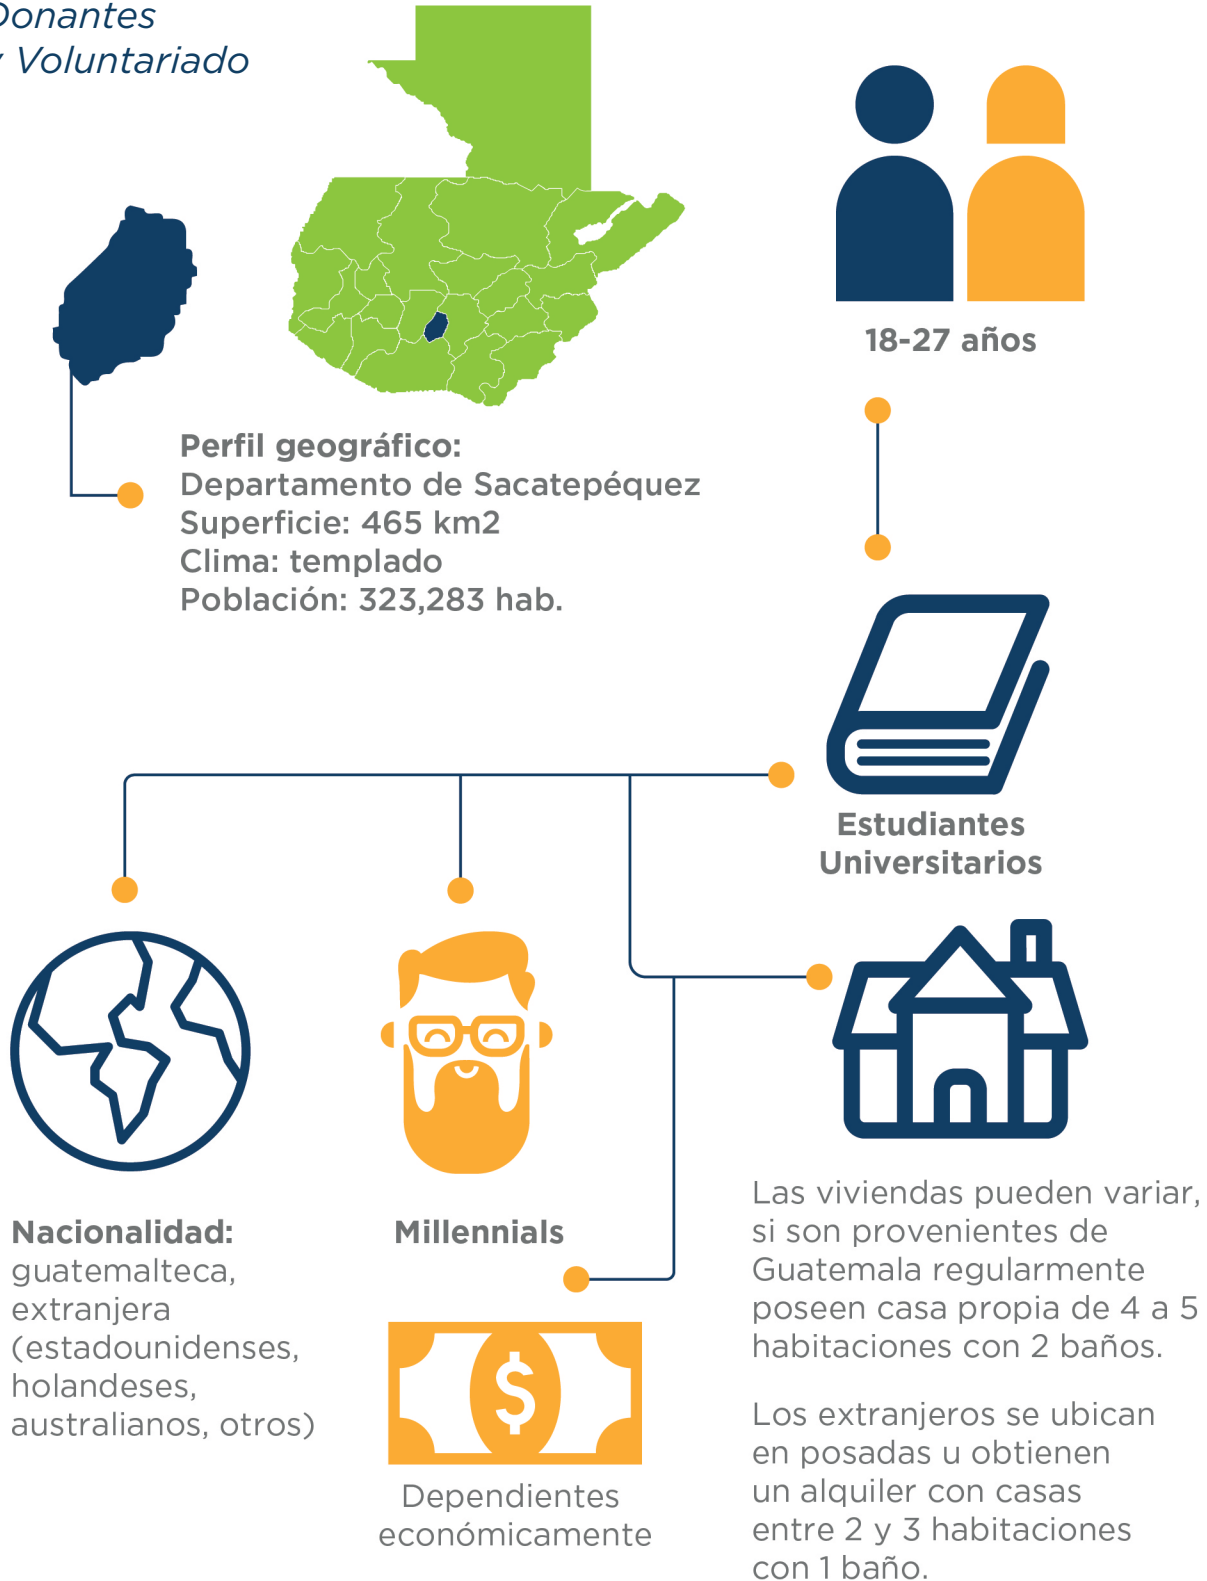 Donantes
y Voluntariado
18-27 años
Perfil geográfico:
Departamento de Sacatepéquez
Superficie: 465 km2
Clima: templado
Población: 323,283 hab.
Estudiantes
Universitarios
Nacionalidad:
guatemalteca,
extranjera
(estadounidenses,
holandeses,
australianos, otros)
Millennials
$
Dependientes
económicamente
Las viviendas pueden variar,
si son provenientes de
Guatemala regularmente
poseen casa propia de 4 a 5
habitaciones con 2 baños.
Los extranjeros se ubican
en posadas u obtienen
un alquiler con casas
entre 2 y 3 habitaciones
con 1 baño.